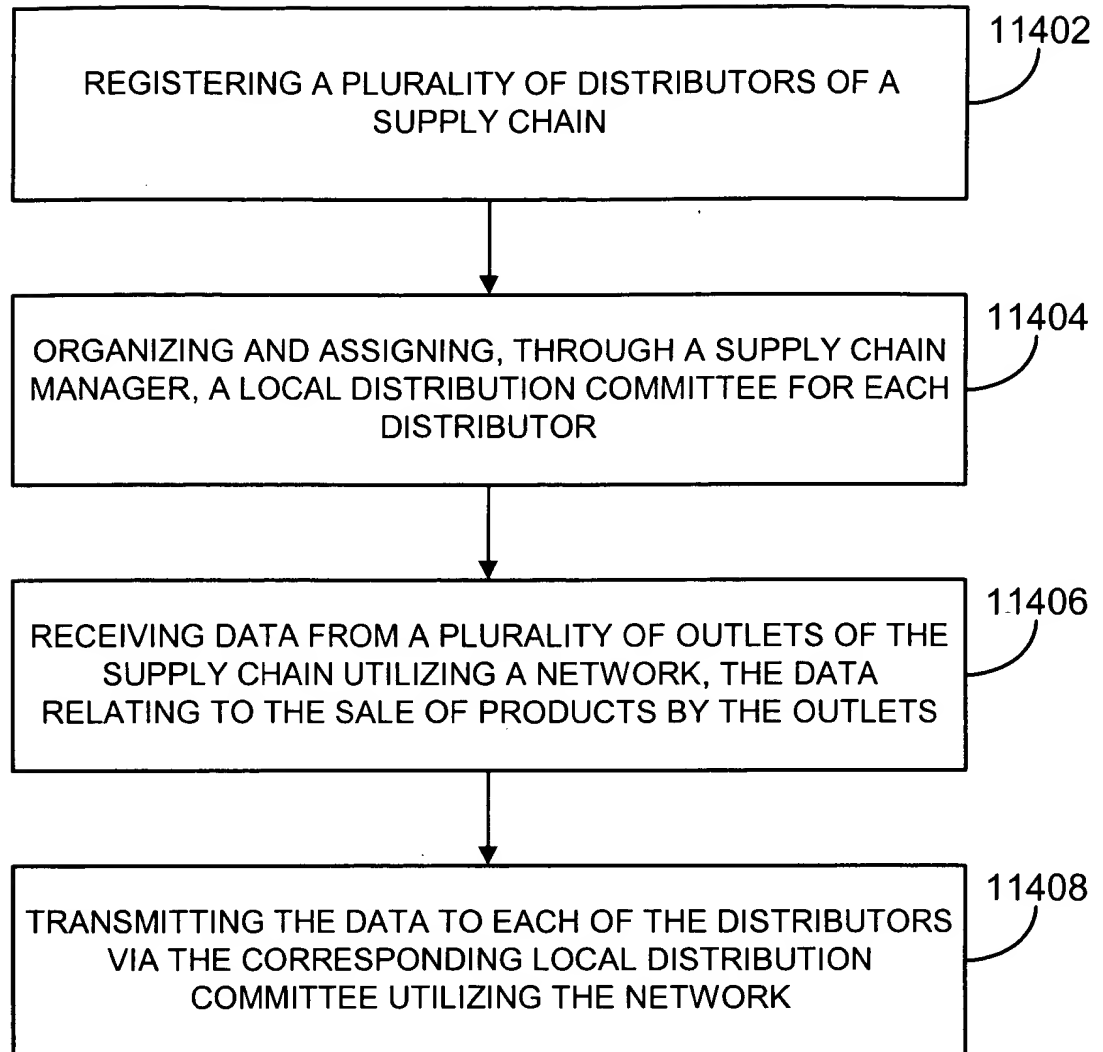 11402
REGISTERING A PLURALITY OF DISTRIBUTORS OF A
SUPPLY CHAIN
11404
ORGANIZING AND ASSIGNING, THROUGH A SUPPLY CHAIN
MANAGER, A LOCAL DISTRIBUTION COMMITTEE FOR EACH
DISTRIBUTOR
11406
RECEIVING DATA FROM A PLURALITY OF OUTLETS OF THE
SUPPLY CHAIN UTILIZING A NETWORK, THE DATA
RELATING TO THE SALE OF PRODUCTS BY THE OUTLETS
11408
TRANSMITTING THE DATA TO EACH OF THE DISTRIBUTORS
VIA THE CORRESPONDING LOCAL DISTRIBUTION
COMMITTEE UTILIZING THE NETWORK